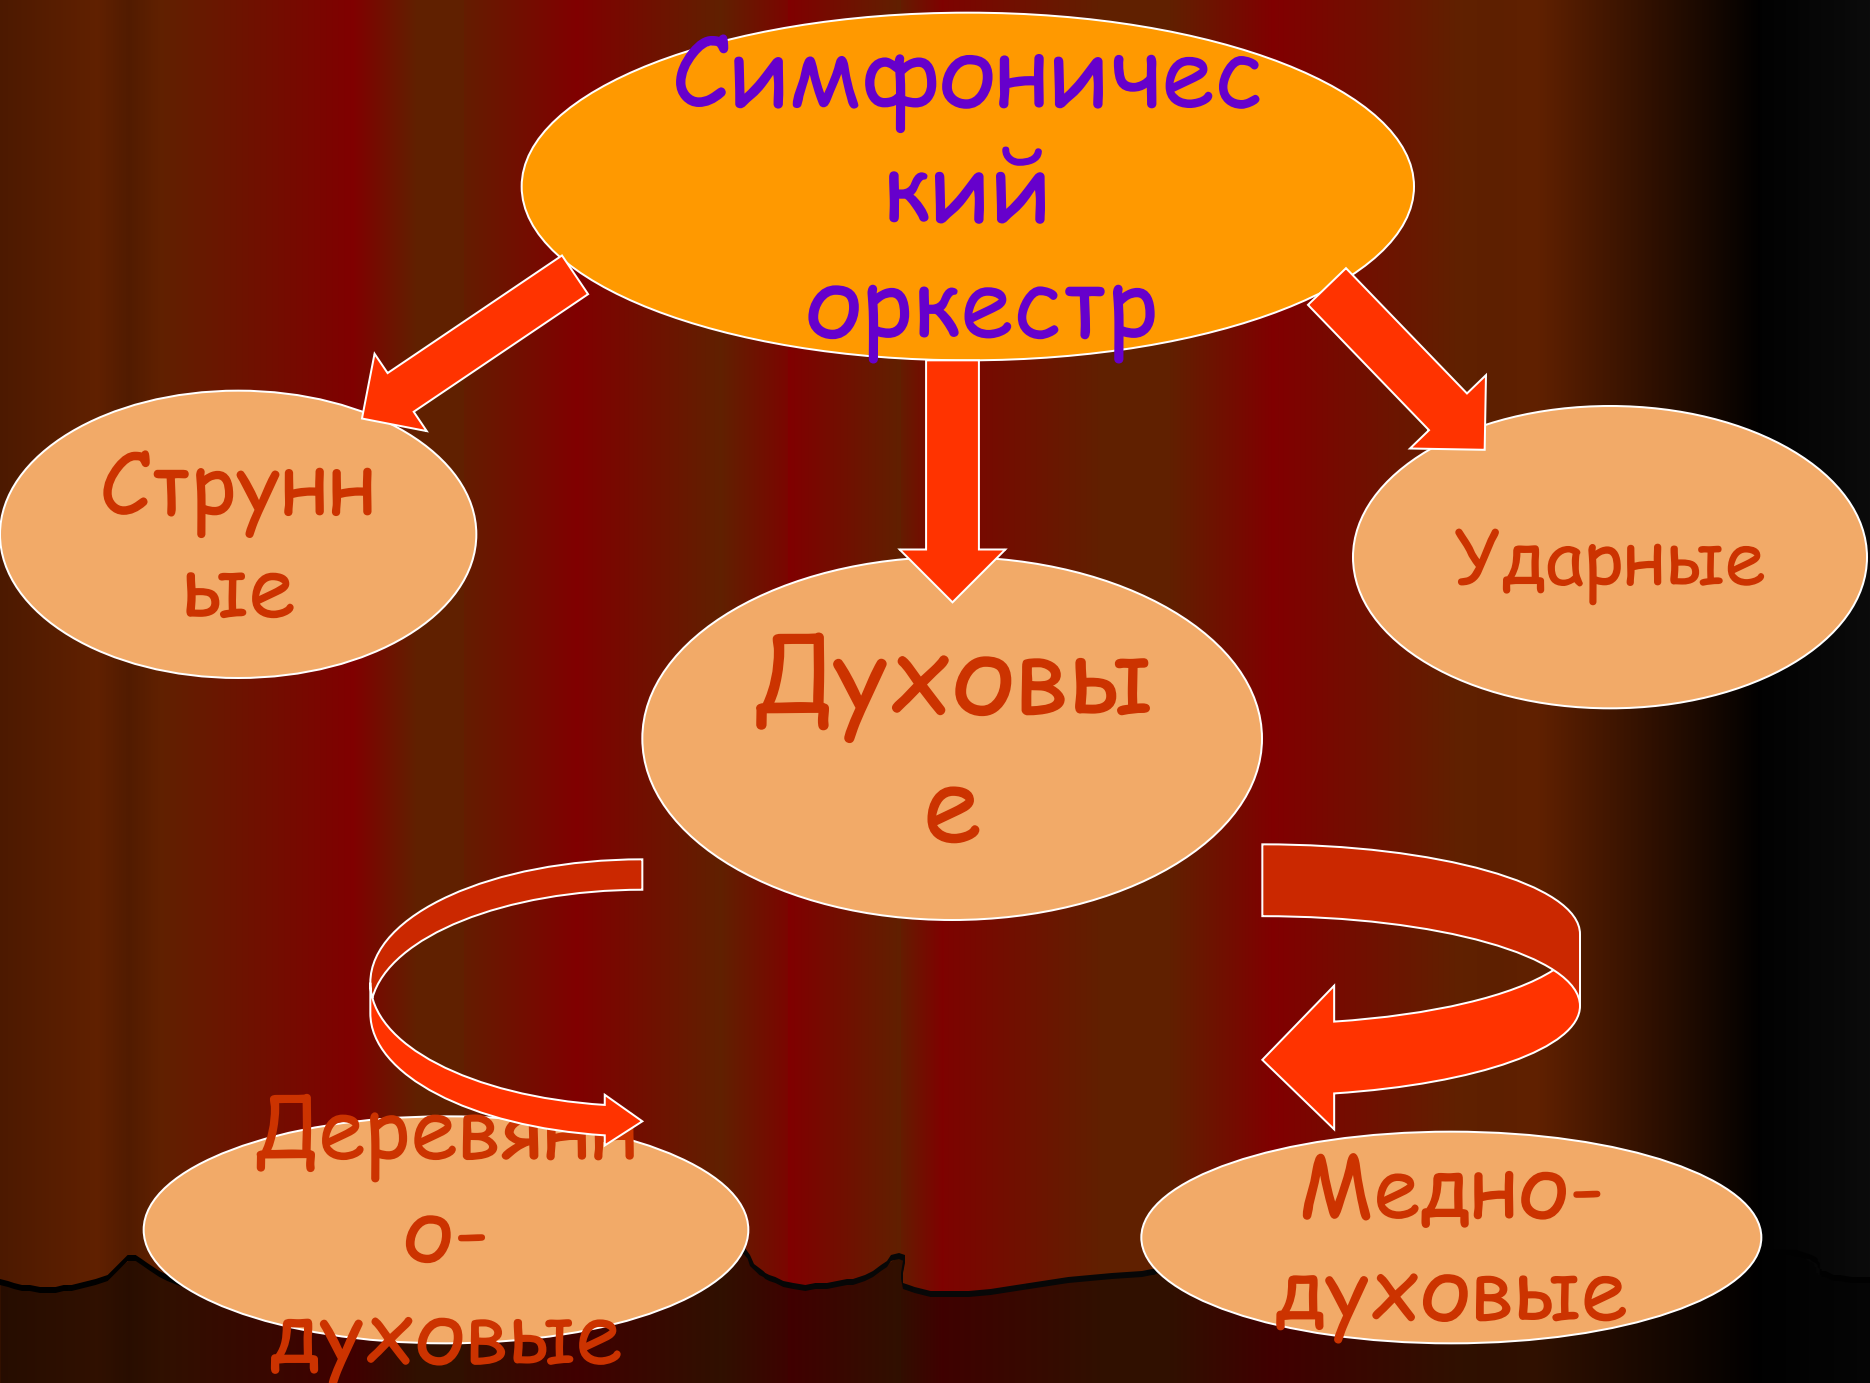 Симфоничес
кий
оркестр
Струнн
ые
Духовы
е
Ударные
Деревянн
о-
духовые
Медно-
духовые